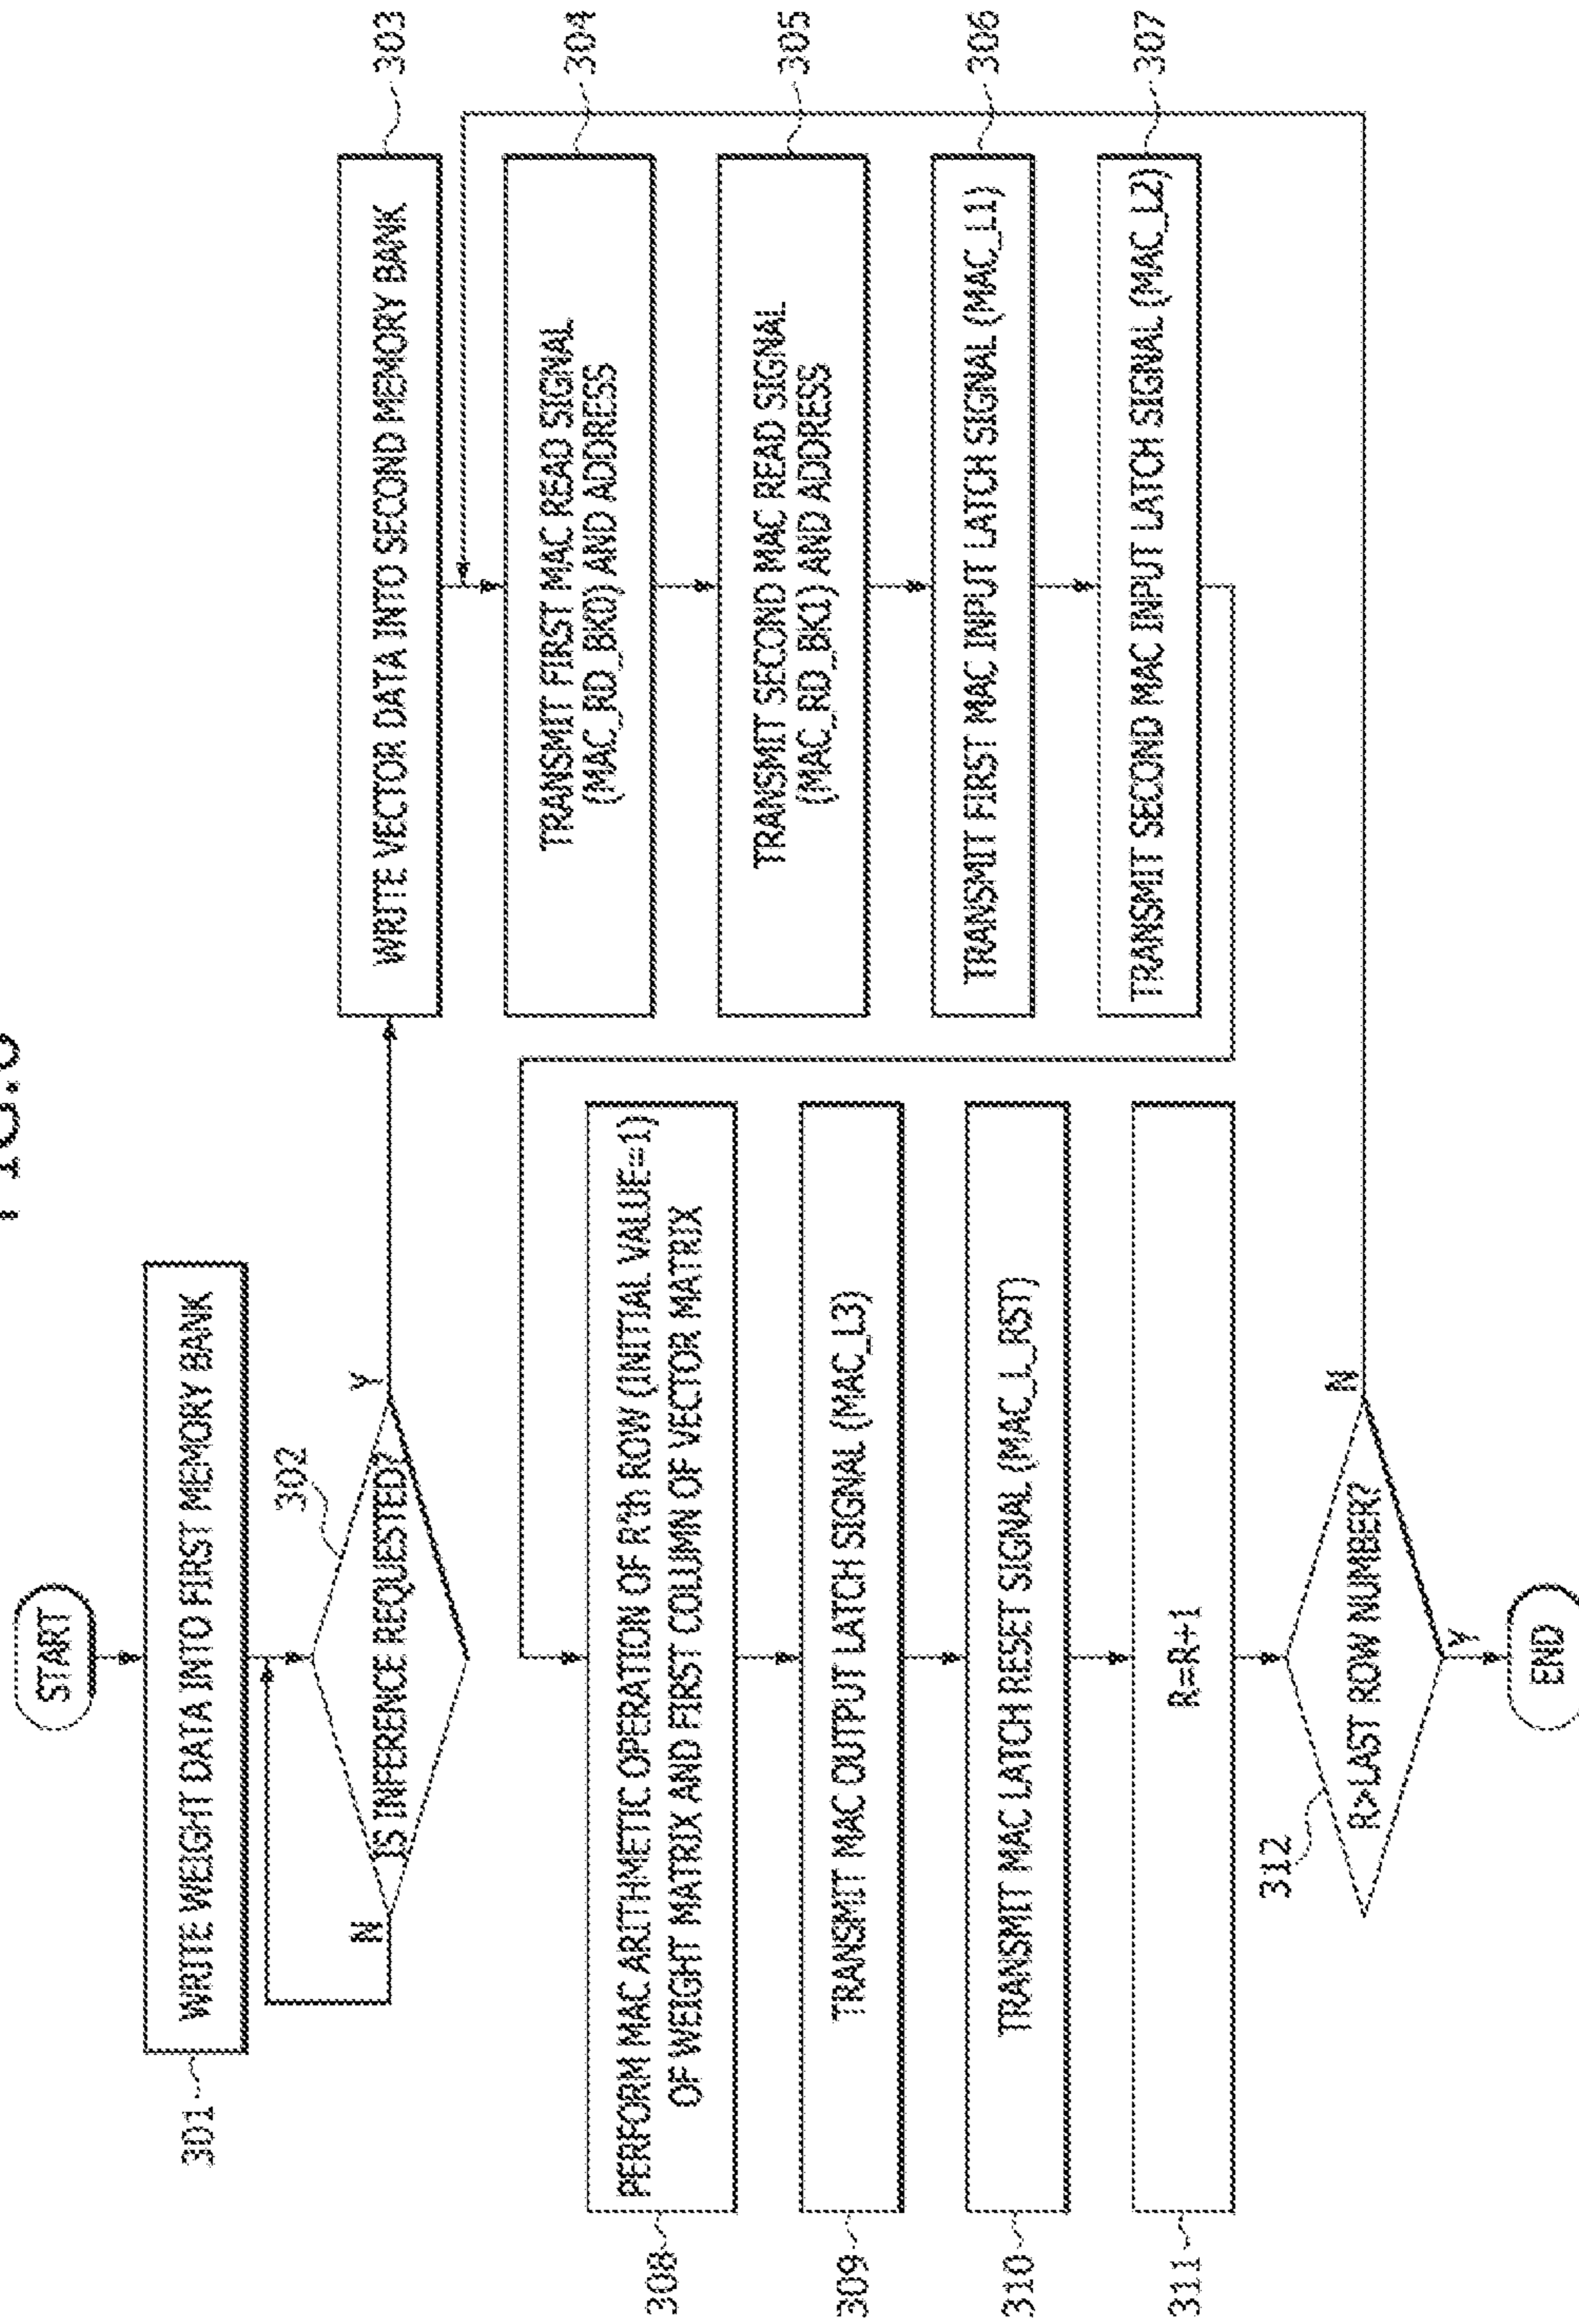 START
301
WRITE WEIGHT DATA INTO FIRST MEMORY BANK
302
IS INFERENCE REQUESTED?
N
Y
WRITE VECTOR DATA INTO SECOND MEMORY BANK
303
TRANSMIT FIRST MAC READ SIGNAL
(MAC_RD_BK0) AND ADDRESS
304
TRANSMIT SECOND MAC READ SIGNAL
(MAC_RD_BK1) AND ADDRESS
305
TRANSMIT FIRST MAC INPUT LATCH SIGNAL (MAC_L1)
306
TRANSMIT SECOND MAC INPUT LATCH SIGNAL (MAC_L2)
307
308
PERFORM MAC ARITHMETIC OPERATION OF R'th ROW (INITIAL VALUE=1)
OF WEIGHT MATRIX AND FIRST COLUMN OF VECTOR MATRIX
309
TRANSMIT MAC OUTPUT LATCH SIGNAL (MAC_L3)
310
TRANSMIT MAC LATCH RESET SIGNAL (MAC_L_RST)
311
R=R+1
312
R>LAST ROW NUMBER?
N
Y
END